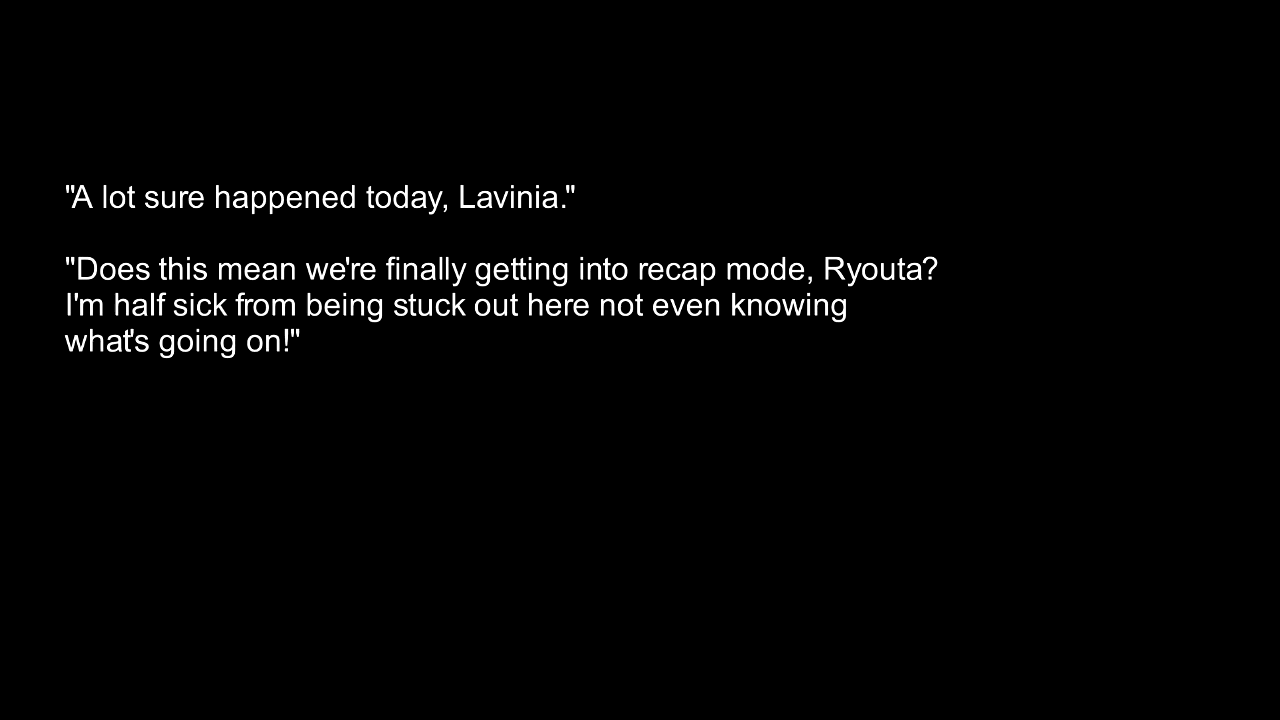 "A lot sure happened today, Lavinia."
"Does this mean we're finally getting into recap mode, Ryouta?
I'm half sick from being stuck out here not even knowing
what's going on!"